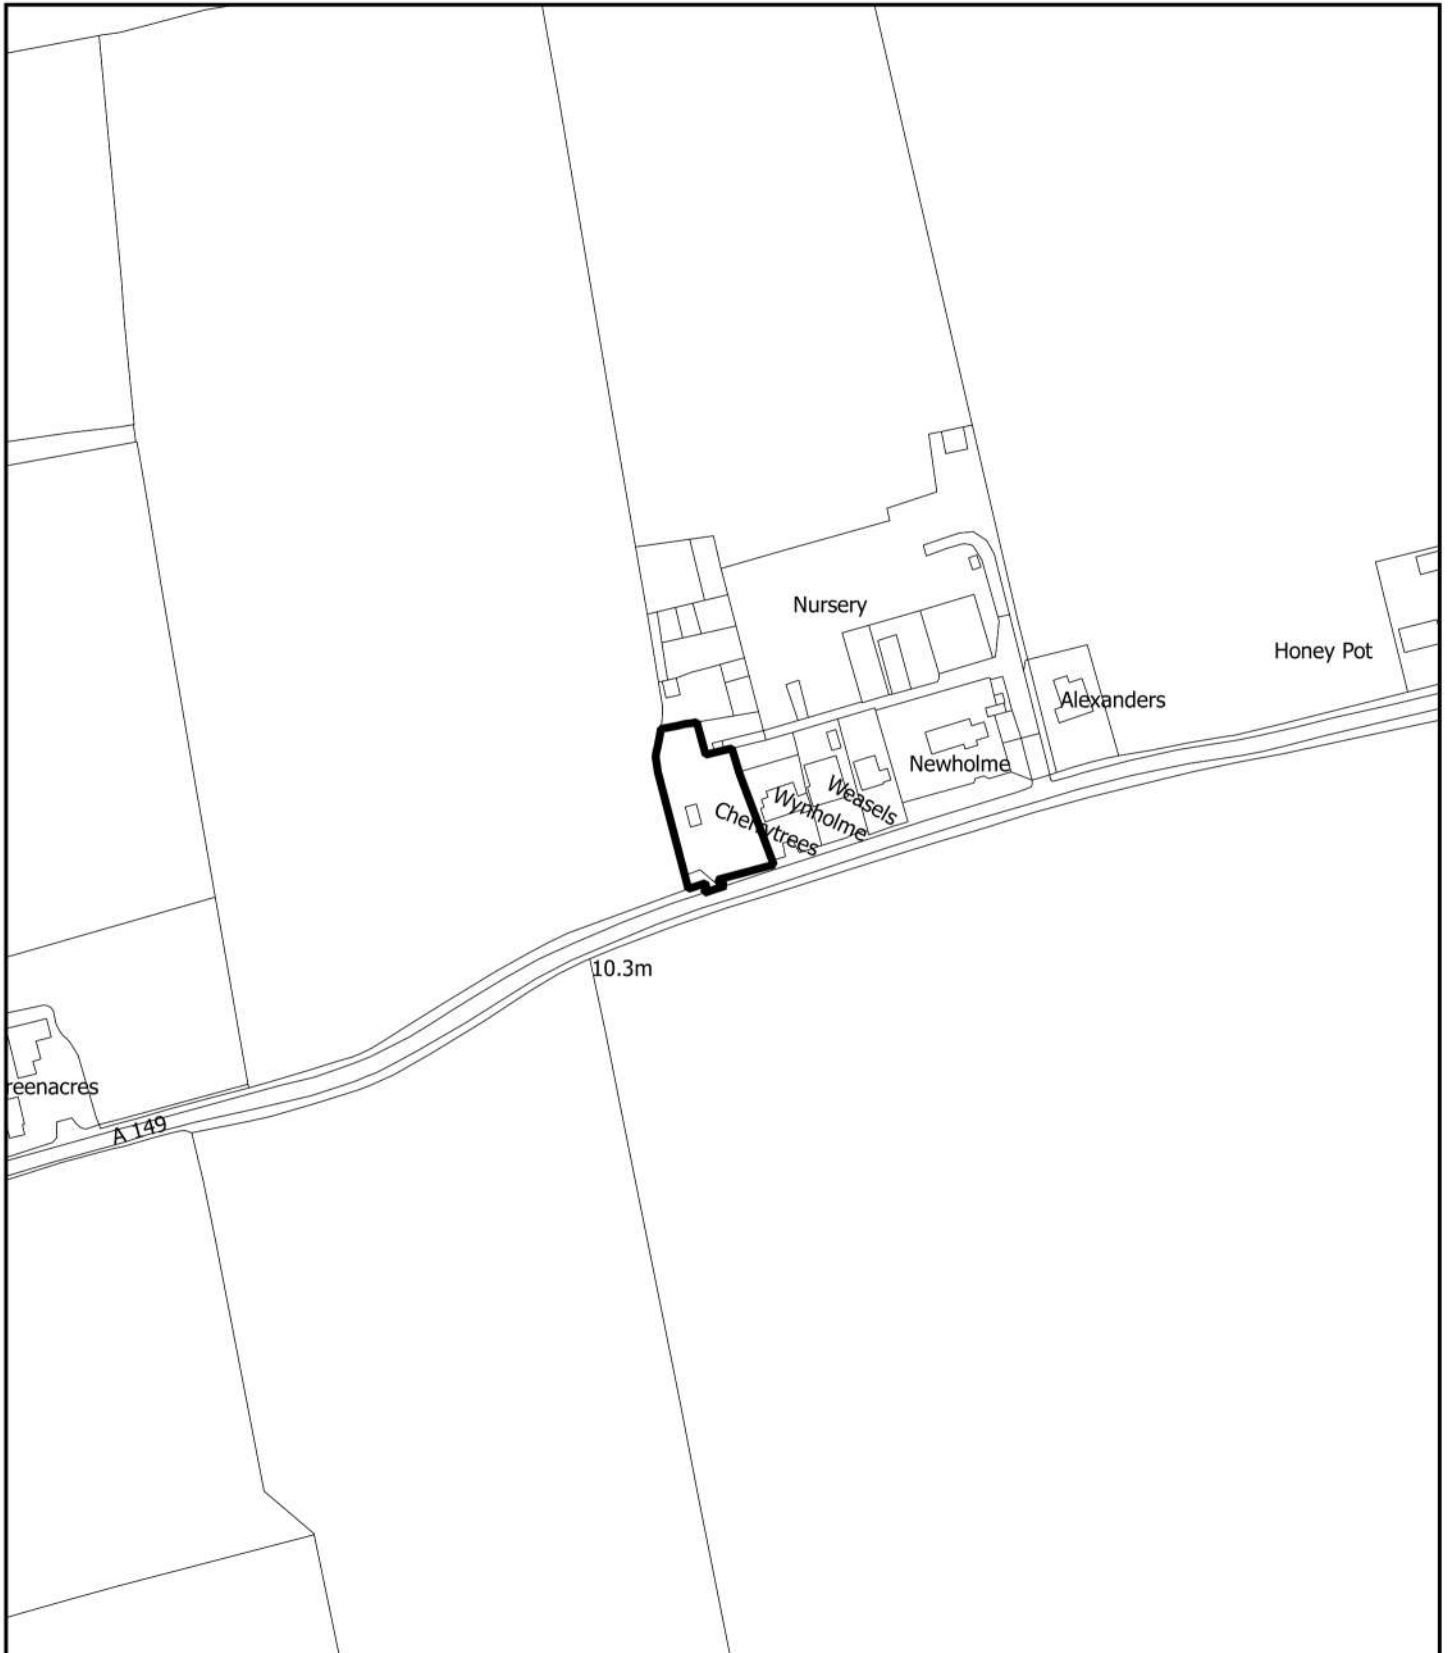 Nursery
Honey Pot
Alexanders
Newholme
Weasels
Wynholme
Cherrytrees
10.3m
reenacres
A 149